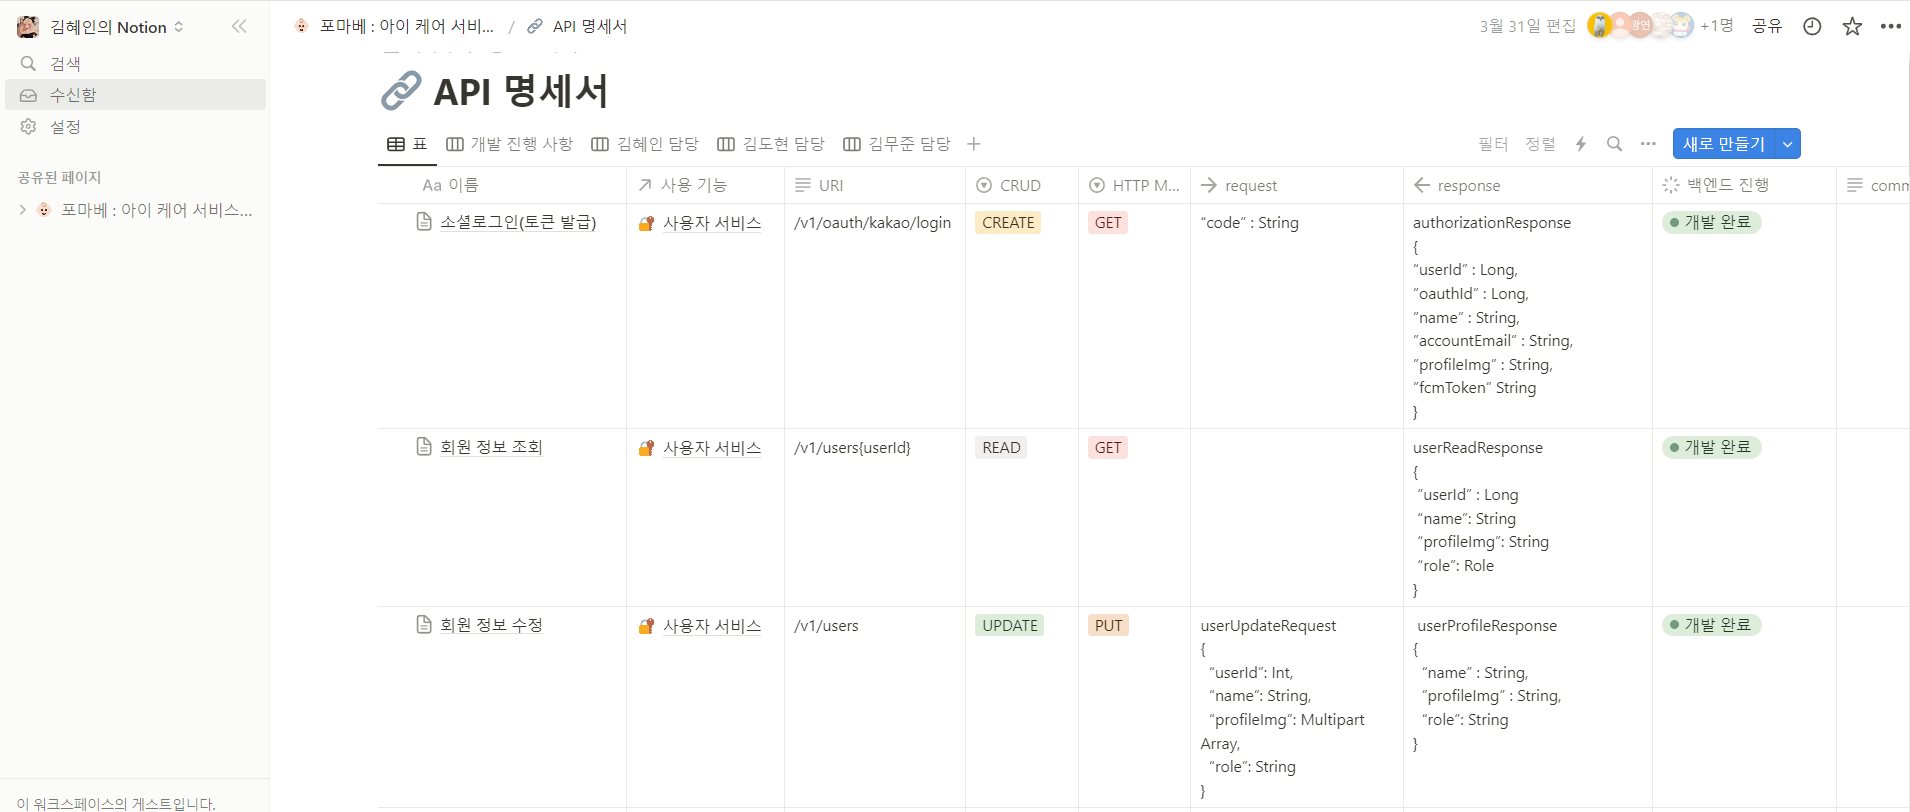 김혜인의 Notion
검색
수신함
설정
공유된 페이지
포마베 : 아이 케어 서비스...
이 워크스페이스의 게스트입니다.
포마베 : 아이 케어 서비스... / API 명세서
3월 31일 편집
광연
+1명
공유
API 명세서
표
개발 진행 사항
김혜인 담당
김도현 담당
김무준 담당
필터
정렬
새로 만들기
Aa 이름
사용 기능
URI
CRUD
HTTP M...
request
response
백엔드 진행
comm
소셜로그인(토큰 발급)
사용자 서비스
/v1/oauth/kakao/login
CREATE
GET
“code” : String
authorizationResponse
{
“userId” : Long,
“oauthId” : Long,
”name” : String,
“accountEmail” : String,
”profileImg” : String,
”fcmToken” String
}
개발 완료
회원 정보 조회
사용자 서비스
/v1/users{userId}
READ
GET
userReadResponse
{
“userId” : Long
“name”: String
“profileImg”: String
“role”: Role
}
개발 완료
회원 정보 수정
사용자 서비스
/v1/users
UPDATE
PUT
userUpdateRequest
{
“userId”: Int,
“name”: String,
“profileImg”: Multipart
Array,
“role”: String
}
userProfileResponse
{
“name” : String,
“profileImg” : String,
“role”: String
}
개발 완료